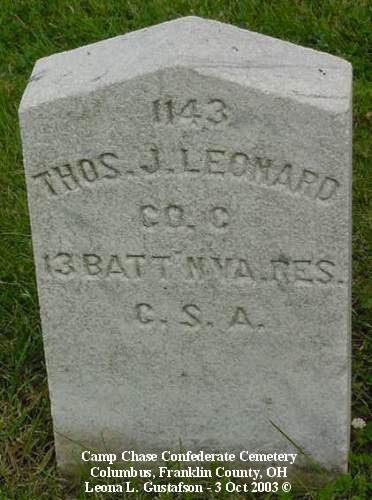 1143
THOS. J. LEONARD
CO. C
13 BATT'N VA. RES.
C. S. A.
Camp Chase Confederate Cemetery
Columbus, Franklin County, OH
Leona L. Gustafson - 3 Oct 2003 ©